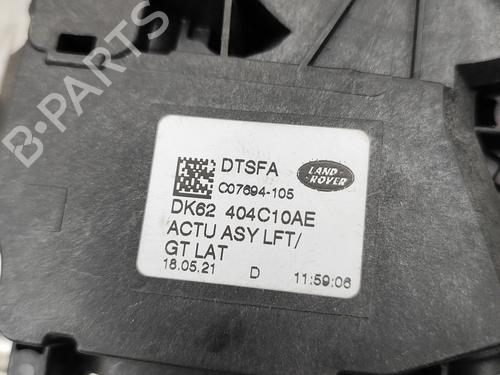 B-PARTS
DTSFA
C07694-105
LAND-
ROVER
DK62 404C10AE
ACTU ASY LFT/
GT LAT
18.05.21 D 11:59:06